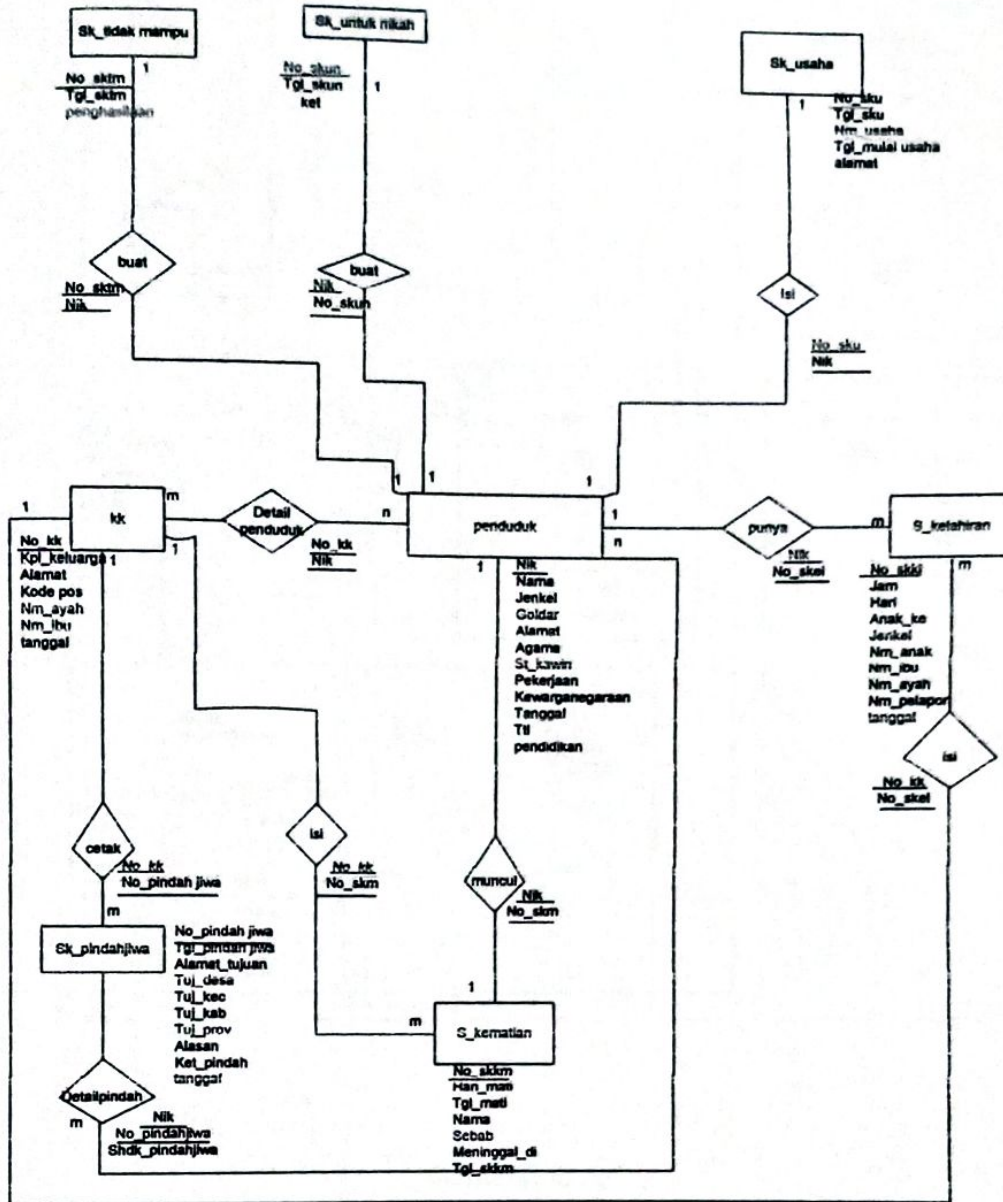 Sk_tidak mampu
1
No_sktm
Tgl_sktm
penghasilaan
buat
No_sktm
Nik
1
Sk_untuk nikah
No_skun
Tgl_skun
ket
1
buat
Nik
No_skun
1
Sk_usaha
1
No_sku
Tgl_sku
Nm_usaha
Tgl_mulai usaha
alamat
Isi
No_sku
Nik
1
1
kk
m
1
1
No_kk
Kpl_keluarga
Alamat
Kode pos
Nm_ayah
Nm_ibu
tanggal
Detail
penduduk
n
No_kk
Nik
penduduk
1
n
1
Nik
Nama
Jenkel
Goldar
Alamat
Agama
St_kawin
Pekerjaan
Kewarganegaraan
Tanggal
Ttl
pendidikan
punya
Nik
No_skel
m
S_kelahiran
m
No_skkl
Jam
Hari
Anak_ke
Jenkel
Nm_anak
Nm_ibu
Nm_ayah
Nm_pelapor
tanggal
isi
No_kk
No_skel
cetak
No_kk
No_pindah jiwa
m
isi
No_kk
No_skm
m
muncul
Nik
No_skm
1
Sk_pindahjiwa
No_pindah jiwa
Tgl_pindah jiwa
Alamat_tujuan
Tuj_desa
Tuj_kec
Tuj_kab
Tuj_prov
Alasan
Ket_pindah
tanggal
Detailpindah
m
Nik
No_pindahjiwa
Shdk_pindahjiwa
S_kematian
No_skkm
Hari_mati
Tgl_mati
Nama
Sebab
Meninggal_di
Tgl_skkm